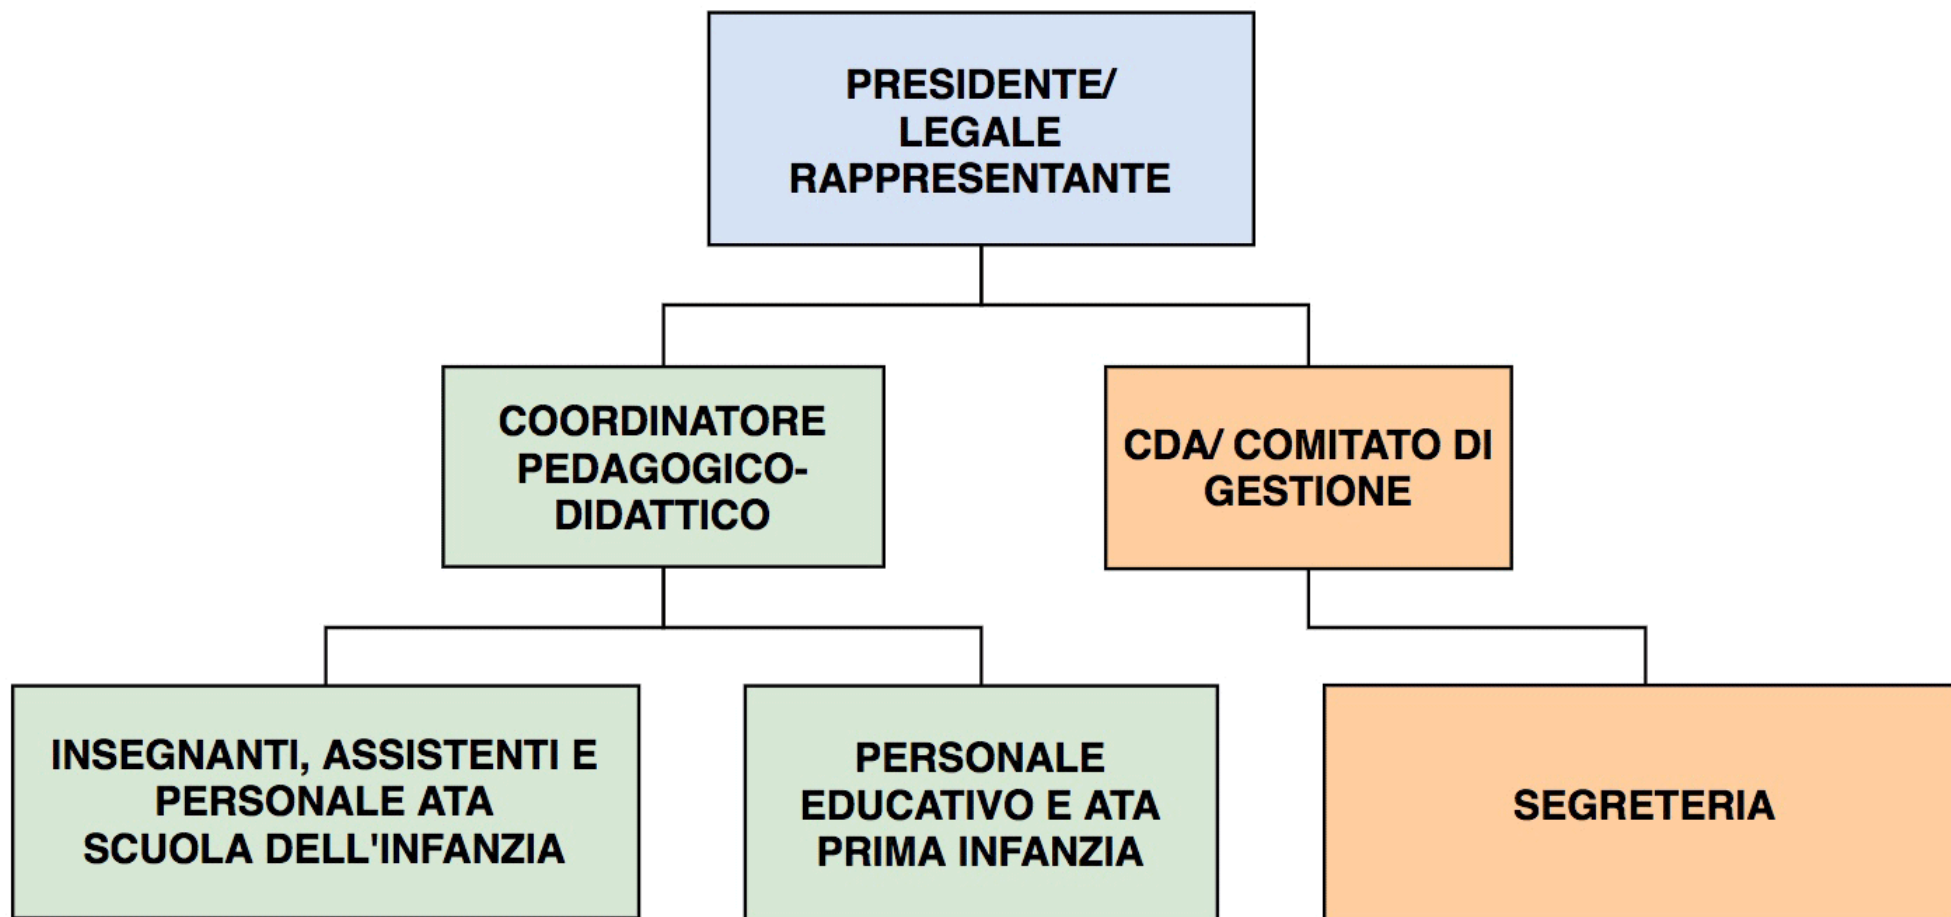 PRESIDENTE/
LEGALE
RAPPRESENTANTE
COORDINATORE
PEDAGOGICO-
DIDATTICO
CDA/ COMITATO DI
GESTIONE
INSEGNANTI, ASSISTENTI E
PERSONALE ATA
SCUOLA DELL'INFANZIA
PERSONALE
EDUCATIVO E ATA
PRIMA INFANZIA
SEGRETERIA